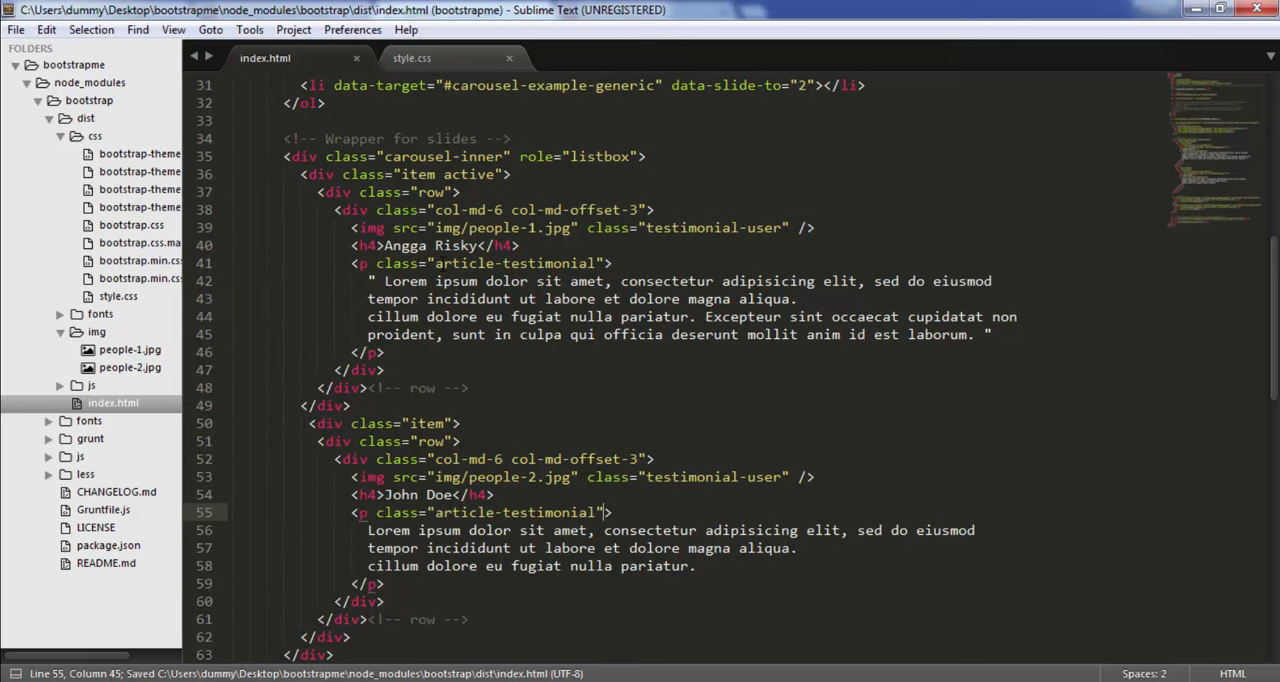 C:\Users\dummy\Desktop\bootstrapme\node_modules\bootstrap\dist\index.html (bootstrapme) - Sublime Text (UNREGISTERED)
File Edit Selection Find View Goto Tools Project Preferences Help
FOLDERS
bootstrapme
node_modules
bootstrap
dist
css
bootstrap-theme
bootstrap-theme
bootstrap-theme
bootstrap-theme
bootstrap.css
bootstrap.css.ma
bootstrap.min.cs
bootstrap.min.cs
style.css
fonts
img
people-1.jpg
people-2.jpg
js
index.html
fonts
grunt
js
less
CHANGELOG.md
Gruntfile.js
LICENSE
package.json
README.md
index.html × style.css ×
31 <li data-target="#carousel-example-generic" data-slide-to="2"></li>
32 </ol>
33
34 <!-- Wrapper for slides -->
35 <div class="carousel-inner" role="listbox">
36 <div class="item active">
37 <div class="row">
38 <div class="col-md-6 col-md-offset-3">
39 <img src="img/people-1.jpg" class="testimonial-user" />
40 <h4>Angga Risky</h4>
41 <p class="article-testimonial">
42 " Lorem ipsum dolor sit amet, consectetur adipisicing elit, sed do eiusmod
43 tempor incididunt ut labore et dolore magna aliqua.
44 cillum dolore eu fugiat nulla pariatur. Excepteur sint occaecat cupidatat non
45 proident, sunt in culpa qui officia deserunt mollit anim id est laborum. "
46 </p>
47 </div>
48 </div><!-- row -->
49 </div>
50 <div class="item">
51 <div class="row">
52 <div class="col-md-6 col-md-offset-3">
53 <img src="img/people-2.jpg" class="testimonial-user" />
54 <h4>John Doe</h4>
55 <p class="article-testimonial">
56 Lorem ipsum dolor sit amet, consectetur adipisicing elit, sed do eiusmod
57 tempor incididunt ut labore et dolore magna aliqua.
58 cillum dolore eu fugiat nulla pariatur.
59 </p>
60 </div>
61 </div><!-- row -->
62 </div>
63 </div>
Line 55, Column 45; Saved C:\Users\dummy\Desktop\bootstrapme\node_modules\bootstrap\dist\index.html (UTF-8) Spaces: 2 HTML